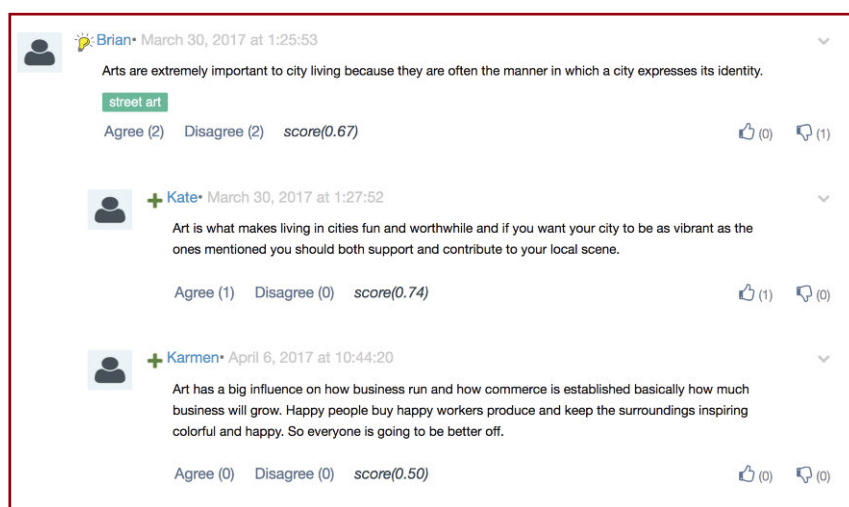 Brian• March 30, 2017 at 1:25:53
Arts are extremely important to city living because they are often the manner in which a city expresses its identity.
street art
Agree (2) Disagree (2) score(0.67) (0) (1)
Kate• March 30, 2017 at 1:27:52
Art is what makes living in cities fun and worthwhile and if you want your city to be as vibrant as the
ones mentioned you should both support and contribute to your local scene.
Agree (1) Disagree (0) score(0.74) (1) (0)
Karmen• April 6, 2017 at 10:44:20
Art has a big influence on how business run and how commerce is established basically how much
business will grow. Happy people buy happy workers produce and keep the surroundings inspiring
colorful and happy. So everyone is going to be better off.
Agree (0) Disagree (0) score(0.50) (0) (0)